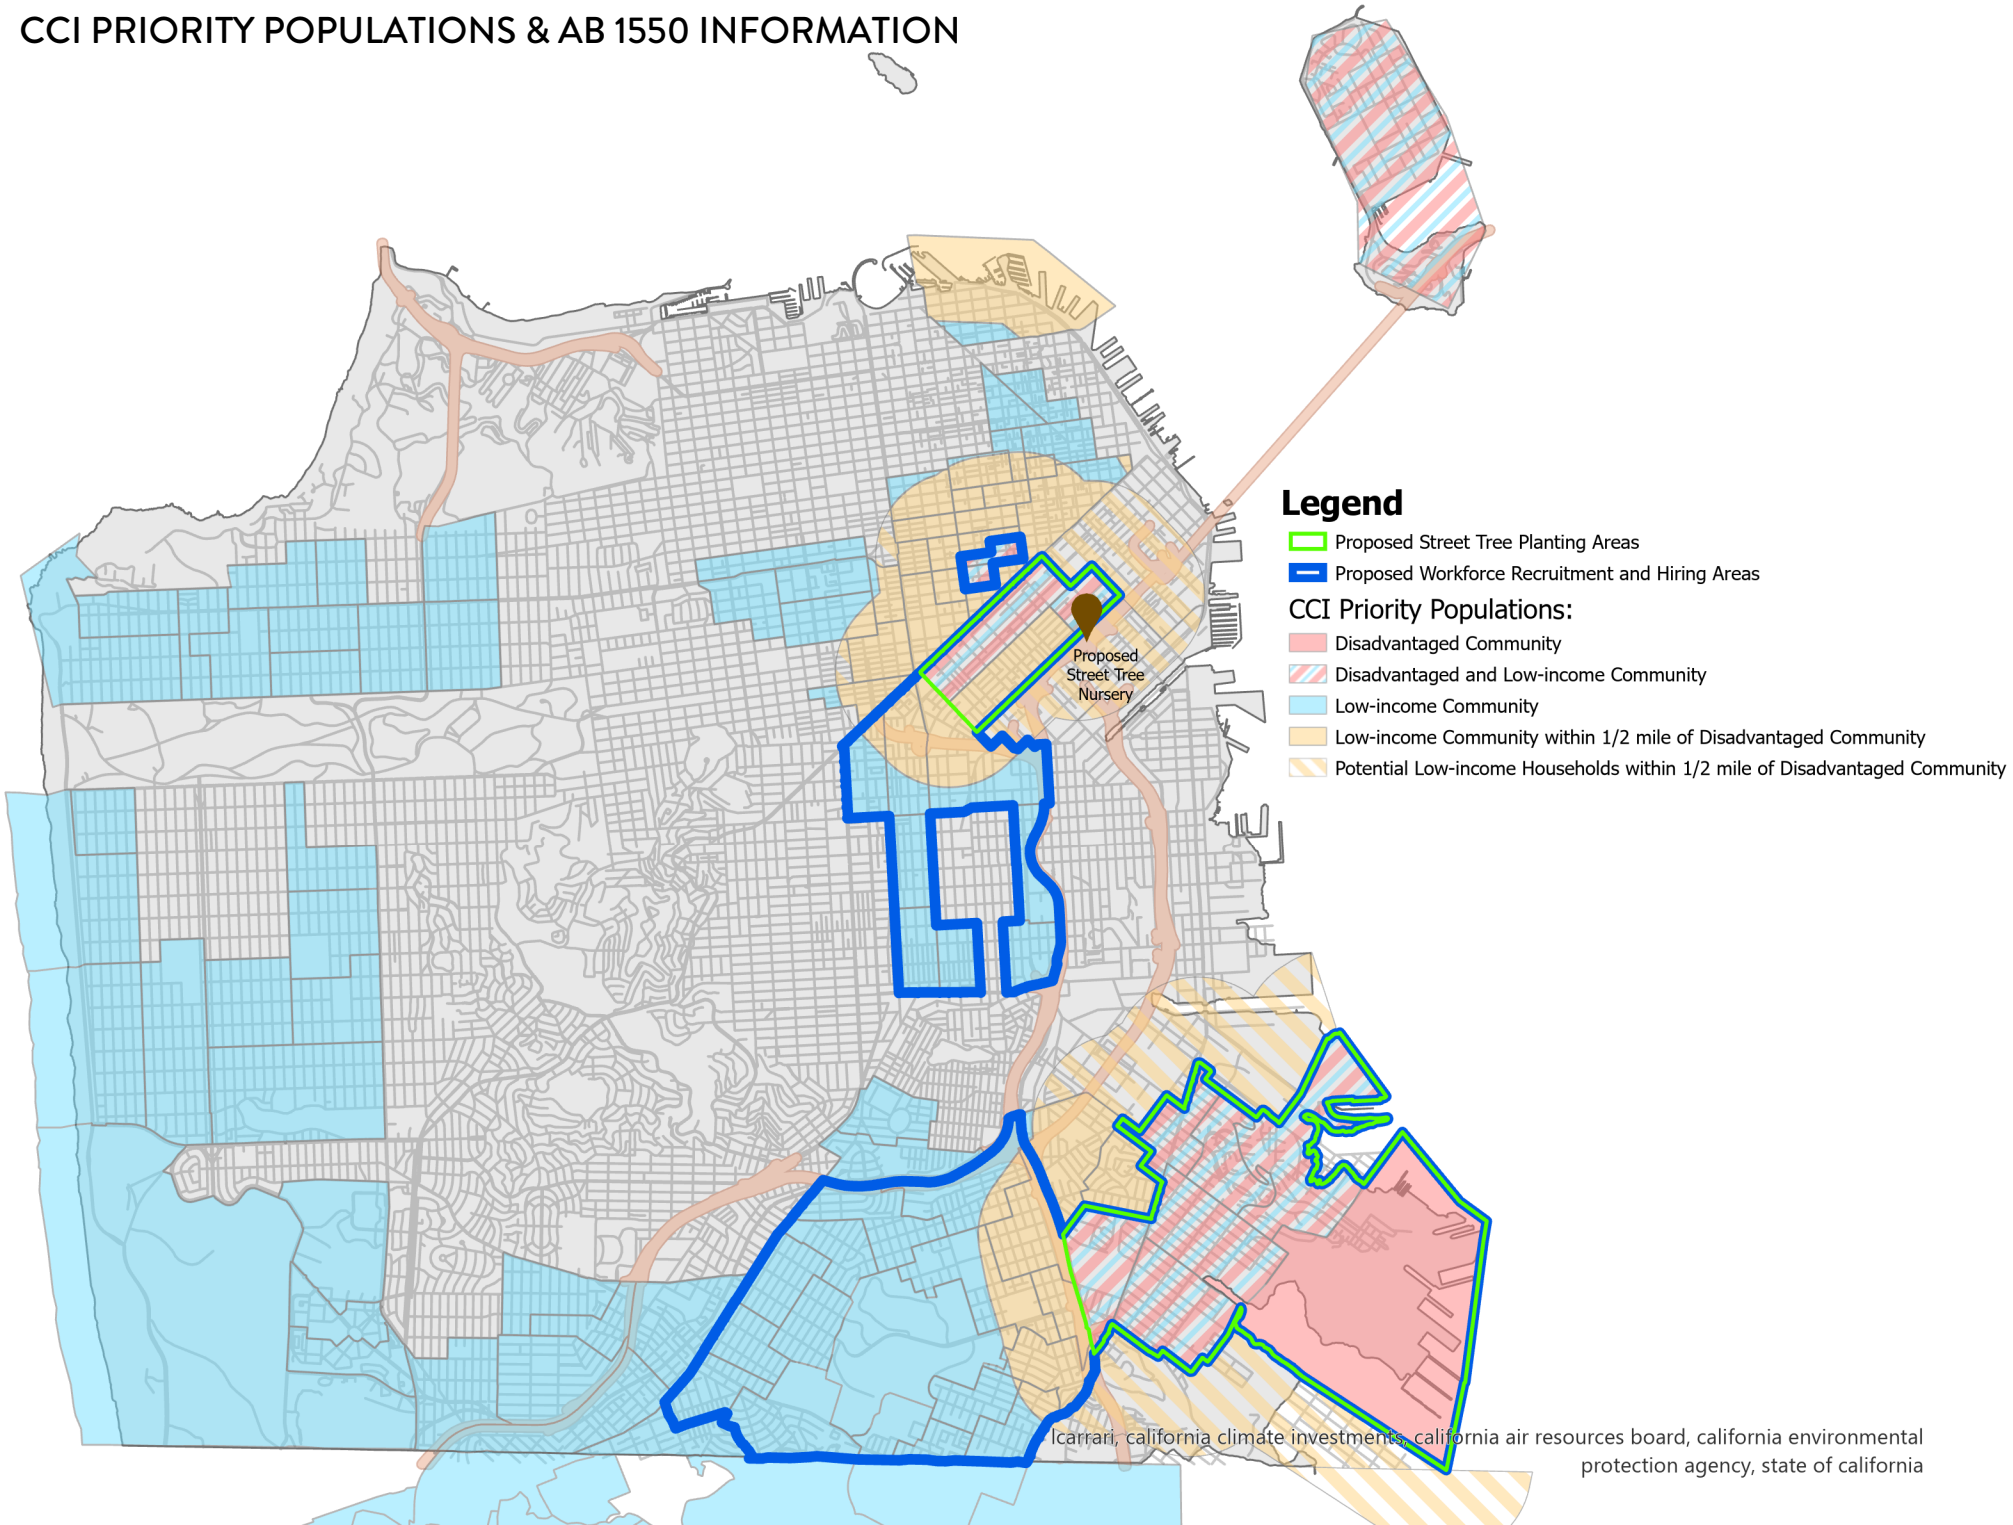 CCI PRIORITY POPULATIONS & AB 1550 INFORMATION
Legend
Proposed Street Tree Planting Areas
Proposed Workforce Recruitment and Hiring Areas
CCI Priority Populations:
Disadvantaged Community
Disadvantaged and Low-income Community
Low-income Community
Low-income Community within 1/2 mile of Disadvantaged Community
Potential Low-income Households within 1/2 mile of Disadvantaged Community
Proposed
Street Tree
Nursery
lcarrari, california climate investments, california air resources board, california environmental
protection agency, state of california